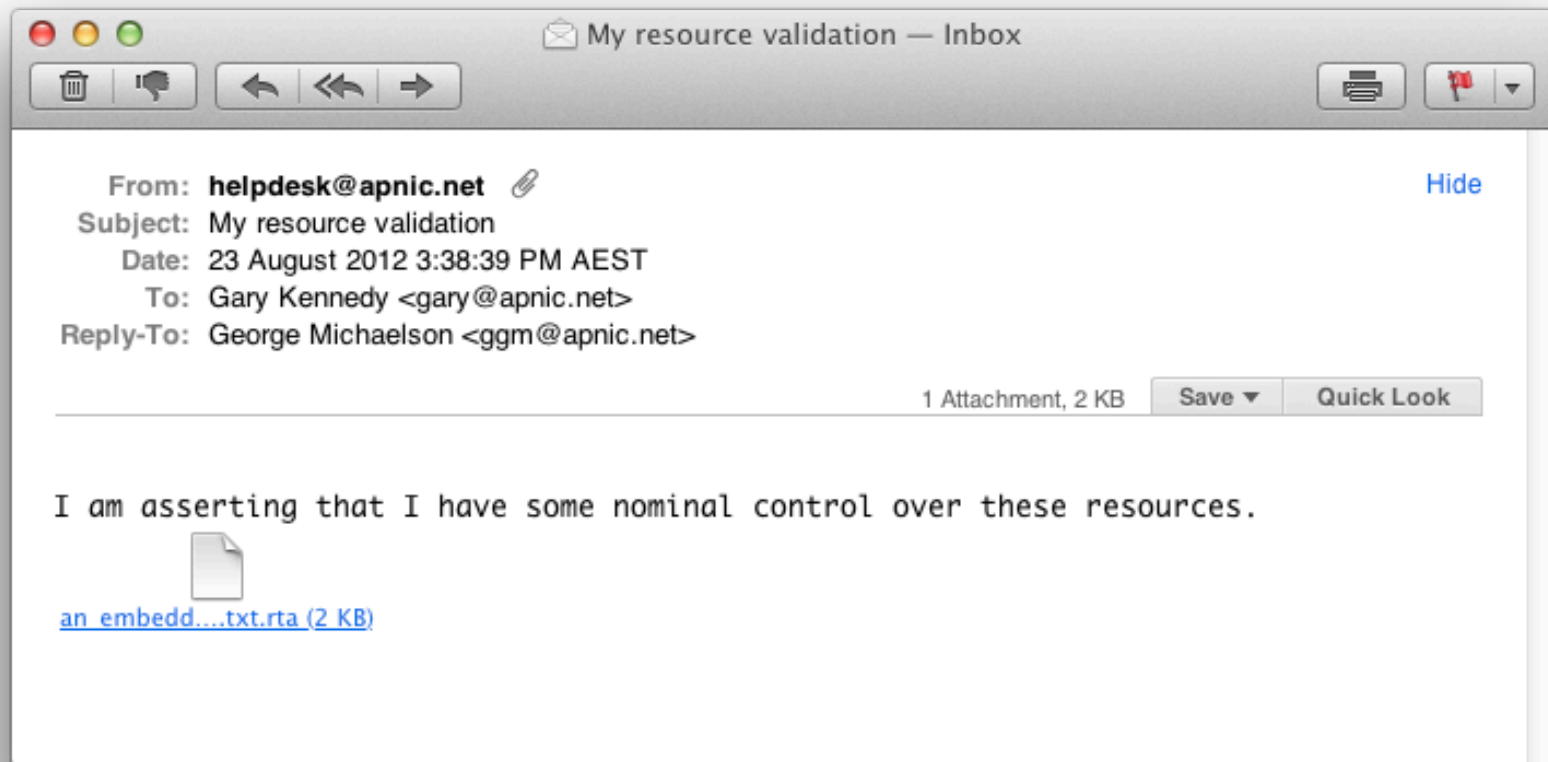 My resource validation — Inbox
From: helpdesk@apnic.net
Hide
Subject: My resource validation
Date: 23 August 2012 3:38:39 PM AEST
To: Gary Kennedy <gary@apnic.net>
Reply-To: George Michaelson <ggm@apnic.net>
1 Attachment, 2 KB Save Quick Look
I am asserting that I have some nominal control over these resources.
an_embedd....txt.rta (2 KB)